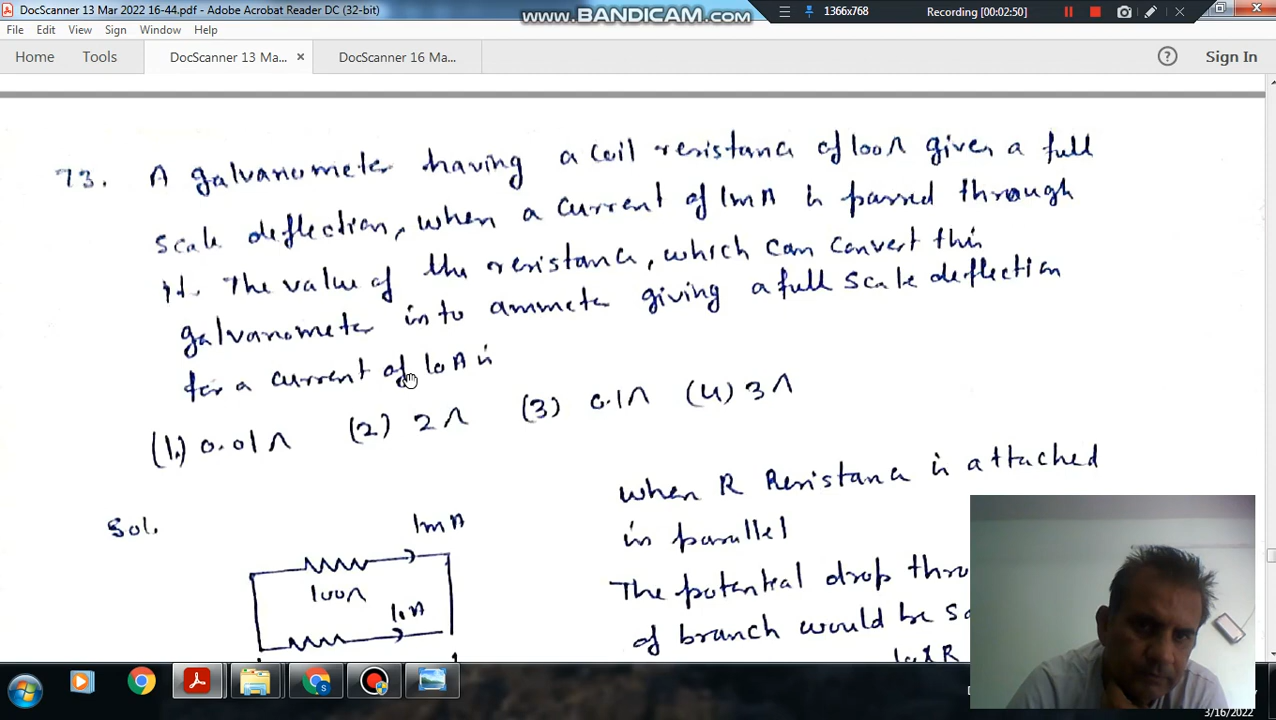 DocScanner 13 Mar 2022 16-44.pdf - Adobe Acrobat Reader DC (32-bit)
www.BANDICAM.com
1366x768
Recording [00:02:50]
File Edit View Sign Window Help
Home Tools DocScanner 13 Ma... × DocScanner 16 Ma... Sign In
73. A galvanometer having a coil resistance of 100Ω given a full
scale deflection, when a current of 1mA is passed through
it. The value of the resistance, which can convert this
galvanometer into ammeter giving a full scale deflection
for a current of 10A is
(1.) 0.01Ω (2) 2Ω (3) 0.1Ω (4) 3Ω
when R Resistance is attached
Sol.
1mA
in parallel
100Ω
The potential drop thro
10A
of branch would be sa
10XR
3/16/2022